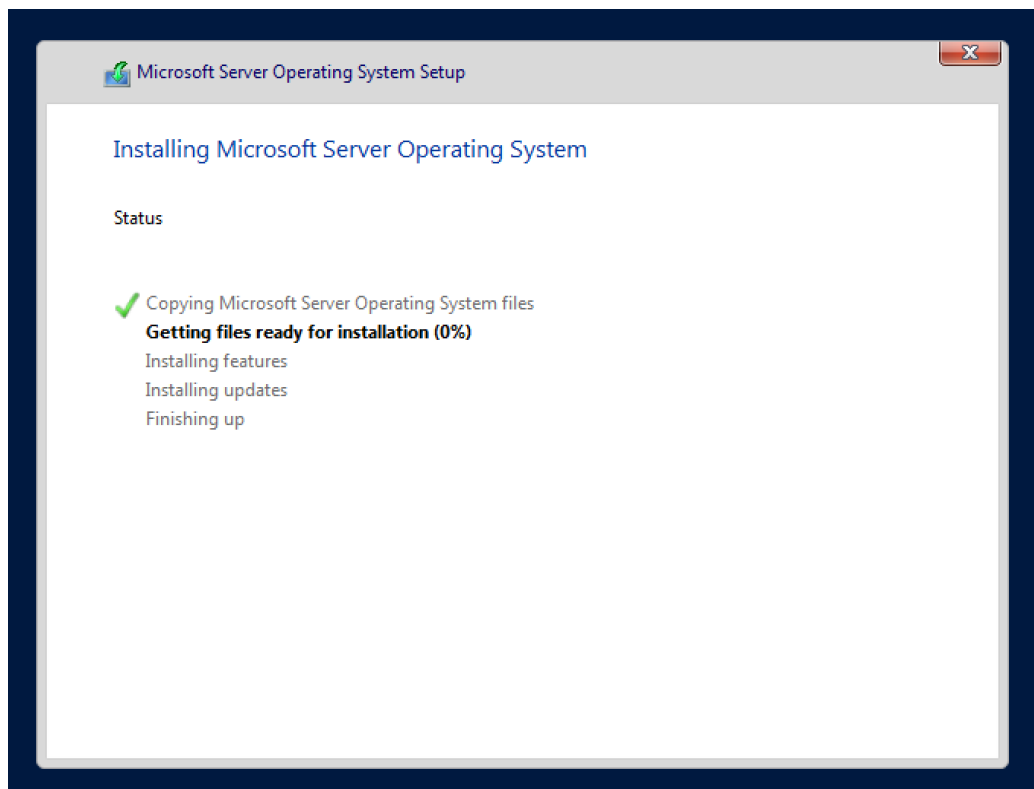 Microsoft Server Operating System Setup
Installing Microsoft Server Operating System
Status
Copying Microsoft Server Operating System files
Getting files ready for installation (0%)
Installing features
Installing updates
Finishing up